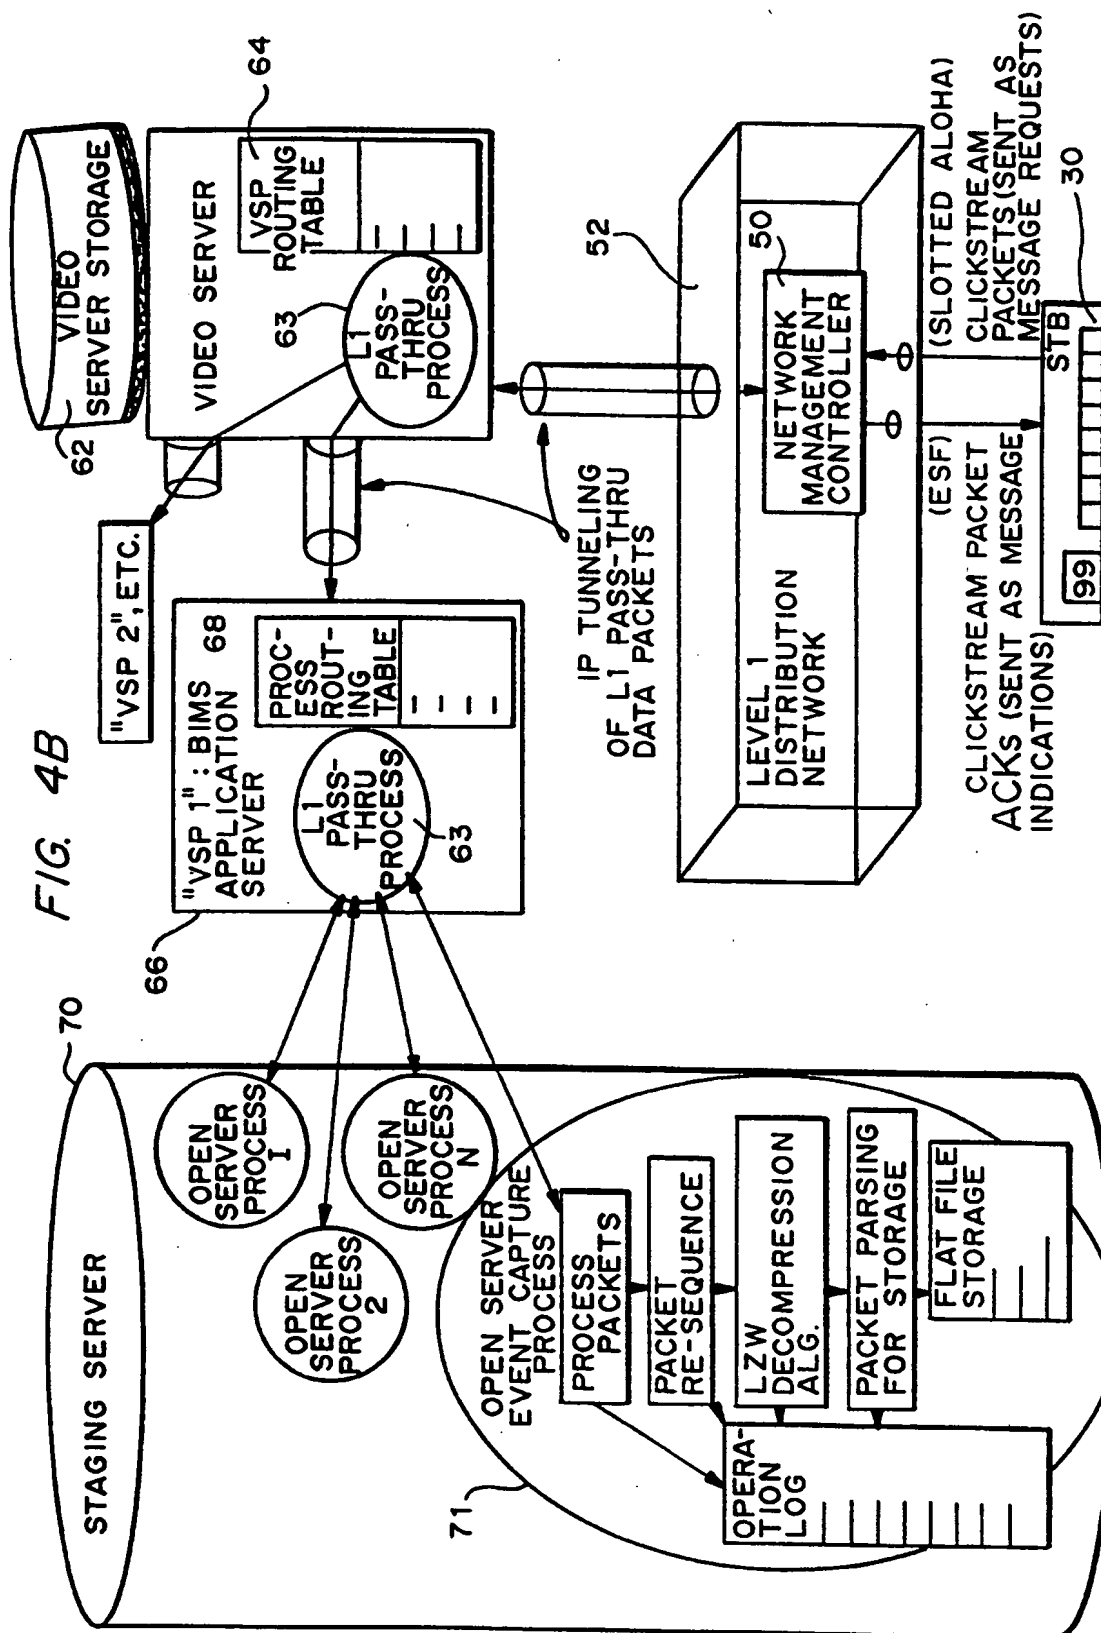 FIG. 4B
STAGING SERVER
70
OPEN
SERVER
PROCESS
I
OPEN
SERVER
PROCESS
2
OPEN
SERVER
PROCESS
N
71
OPEN SERVER
EVENT CAPTURE
PROCESS
PROCESS
PACKETS
PACKET
RE-SEQUENCE
LZW
DECOMPRESSION
ALG.
PACKET PARSING
FOR STORAGE
FLAT FILE
STORAGE
OPERA-
TION
LOG
66
"VSP 1": BIMS
APPLICATION
SERVER
68
L1
PASS-
THRU
PROCESS
63
PROC-
ESS
ROUT-
ING
TABLE
"VSP 2", ETC.
62
VIDEO
SERVER STORAGE
VIDEO SERVER
63
L1
PASS-
THRU
PROCESS
VSP
ROUTING
TABLE
64
IP TUNNELING
OF L1 PASS-THRU
DATA PACKETS
52
LEVEL 1
DISTRIBUTION
NETWORK
NETWORK
MANAGEMENT
CONTROLLER
50
(ESF)
CLICKSTREAM PACKET
ACKs (SENT AS MESSAGE
INDICATIONS)
(SLOTTED ALOHA)
CLICKSTREAM
PACKETS (SENT AS
MESSAGE REQUESTS)
STB
30
99